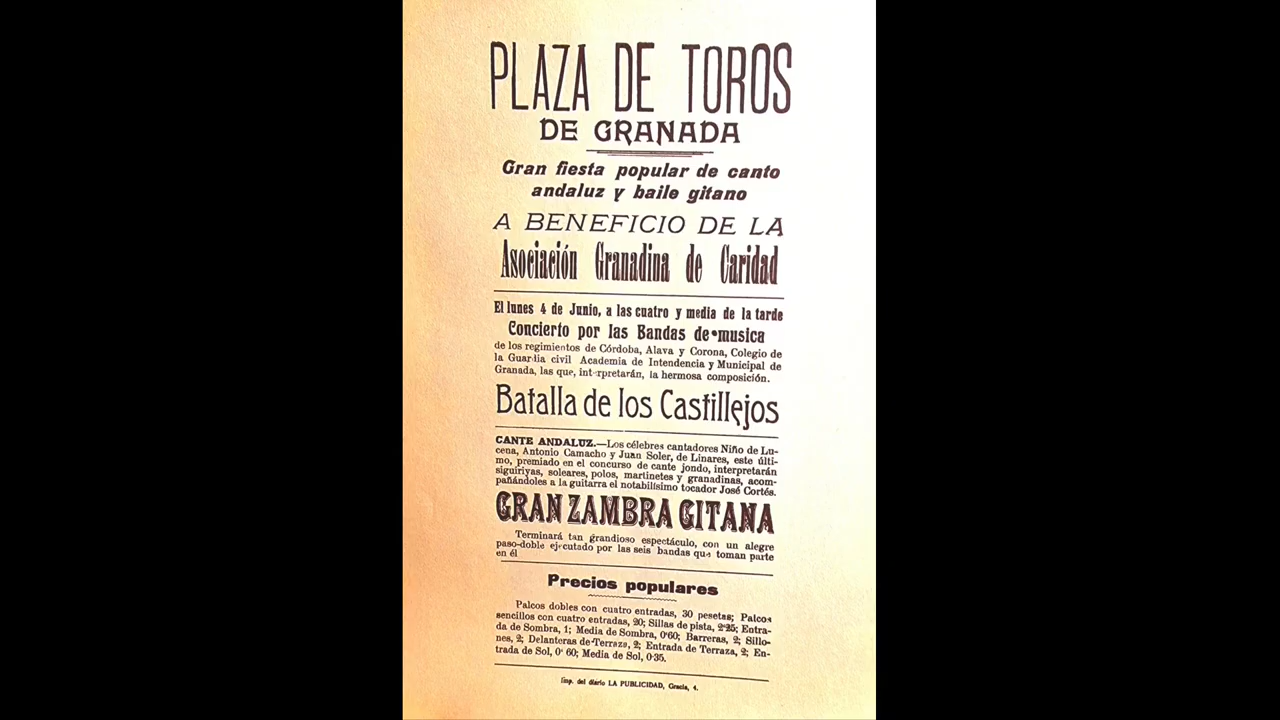 PLAZA DE TOROS
DE GRANADA
Gran fiesta popular de canto
andaluz y baile gitano
A BENEFICIO DE LA
Asociación Granadina de Caridad
El lunes 4 de Junio, a las cuatro y media de la tarde
Concierto por las Bandas de musica
de los regimientos de Córdoba, Alava y Corona, Colegio de
la Guardia civil Academia de Intendencia y Municipal de
Granada, las que, interpretarán, la hermosa composición.
Batalla de los Castillejos
CANTE ANDALUZ.—Los célebres cantadores Niño de Lu-
cena, Antonio Camacho y Juan Soler, de Linares, este últi-
mo, premiado en el concurso de cante jondo, interpretarán
siguiriyas, soleares, polos, martinetes y granadinas, acom-
pañándoles a la guitarra el notabilísimo tocador José Cortés.
GRAN ZAMBRA GITANA
Terminará tan grandioso espectáculo, con un alegre
paso-doble ejecutado por las seis bandas que toman parte
en él
Precios populares
Palcos dobles con cuatro entradas, 30 pesetas; Palcos
sencillos con cuatro entradas, 20; Sillas de pista, 2'25; Entra-
da de Sombra, 1; Media de Sombra, 0'60; Barreras, 2; Sillo-
nes, 2; Delanteras de Terraza, 2; Entrada de Terraza, 2; En-
trada de Sol, 0'60; Media de Sol, 0'35.
Imp. del diario LA PUBLICIDAD, Gracia, 4.